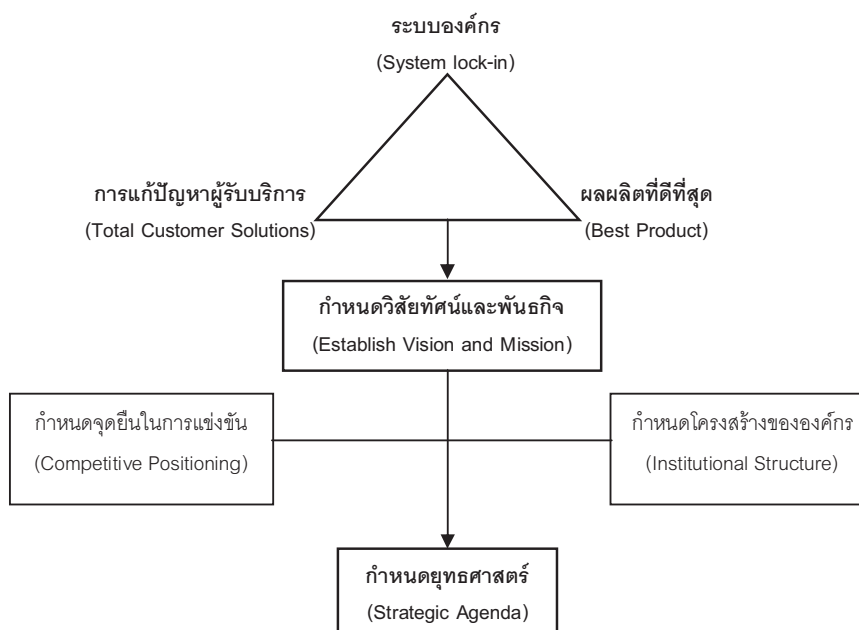 ระบบองค์กร
(System lock-in)
การแก้ปัญหาผู้รับบริการ
(Total Customer Solutions)
ผลผลิตที่ดีที่สุด
(Best Product)
กำหนดวิสัยทัศน์และพันธกิจ
(Establish Vision and Mission)
กำหนดจุดยืนในการแข่งขัน
(Competitive Positioning)
กำหนดโครงสร้างขององค์กร
(Institutional Structure)
กำหนดยุทธศาสตร์
(Strategic Agenda)